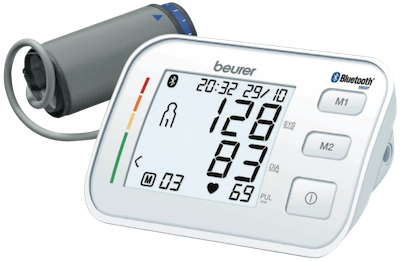 beurer
Bluetooth®
SMART
20:32 29/10
128 SYS
83 DIA
M 03
69 PUL
M1
M2